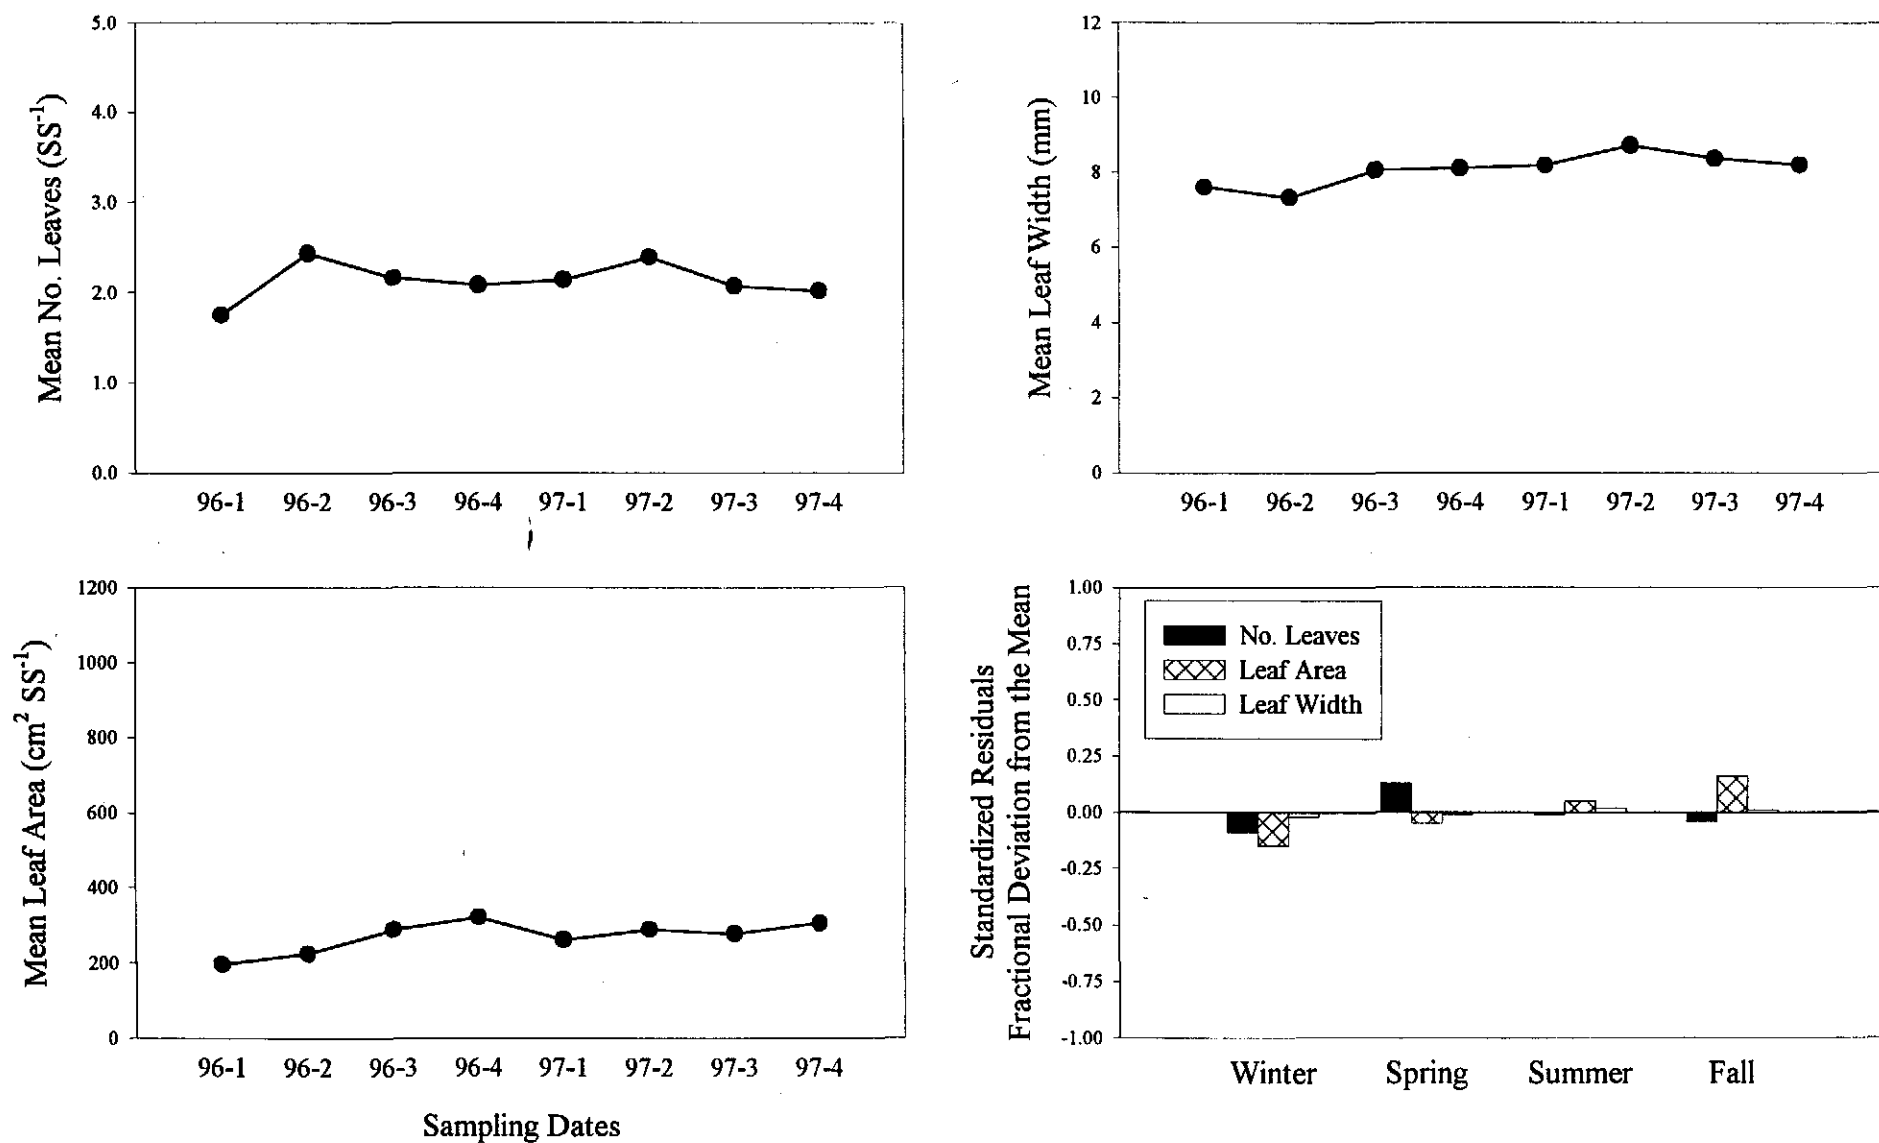 Mean No. Leaves (SS⁻¹)
5.0
4.0
3.0
2.0
1.0
0.0
96-1 96-2 96-3 96-4 97-1 97-2 97-3 97-4
Mean Leaf Width (mm)
12
10
8
6
4
2
0
96-1 96-2 96-3 96-4 97-1 97-2 97-3 97-4
Mean Leaf Area (cm² SS⁻¹)
1200
1000
800
600
400
200
0
96-1 96-2 96-3 96-4 97-1 97-2 97-3 97-4
Sampling Dates
Standardized Residuals
Fractional Deviation from the Mean
1.00
0.75
0.50
0.25
0.00
-0.25
-0.50
-0.75
-1.00
No. Leaves
Leaf Area
Leaf Width
Winter Spring Summer Fall